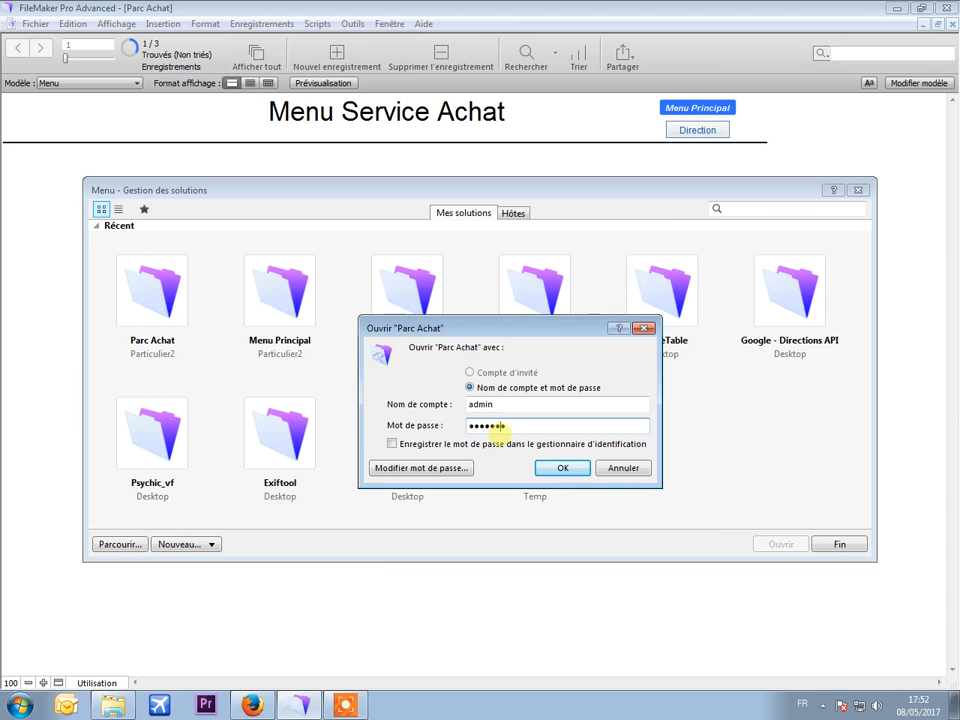 FileMaker Pro Advanced - [Parc Achat]
Fichier Edition Affichage Insertion Format Enregistrements Scripts Outils Fenêtre Aide
1
1 / 3
Trouvés (Non triés)
Enregistrements
Afficher tout
Nouvel enregistrement
Supprimer l'enregistrement
Rechercher
Trier
Partager
Modèle : Menu
Format affichage :
Prévisualisation
Aa
Modifier modèle
Menu Service Achat
Menu Principal
Direction
Menu - Gestion des solutions
Mes solutions
Hôtes
Récent
Parc Achat
Particulier2
Menu Principal
Particulier2
eTable
ktop
Google - Directions API
Desktop
Psychic_vf
Desktop
Exiftool
Desktop
Desktop
Temp
Ouvrir "Parc Achat"
Ouvrir "Parc Achat" avec :
Compte d'invité
Nom de compte et mot de passe
Nom de compte : admin
Mot de passe : •••••••
Enregistrer le mot de passe dans le gestionnaire d'identification
Modifier mot de passe...
OK
Annuler
Parcourir...
Nouveau...
Ouvrir
Fin
100
Utilisation
Pr
FR
17:52
08/05/2017